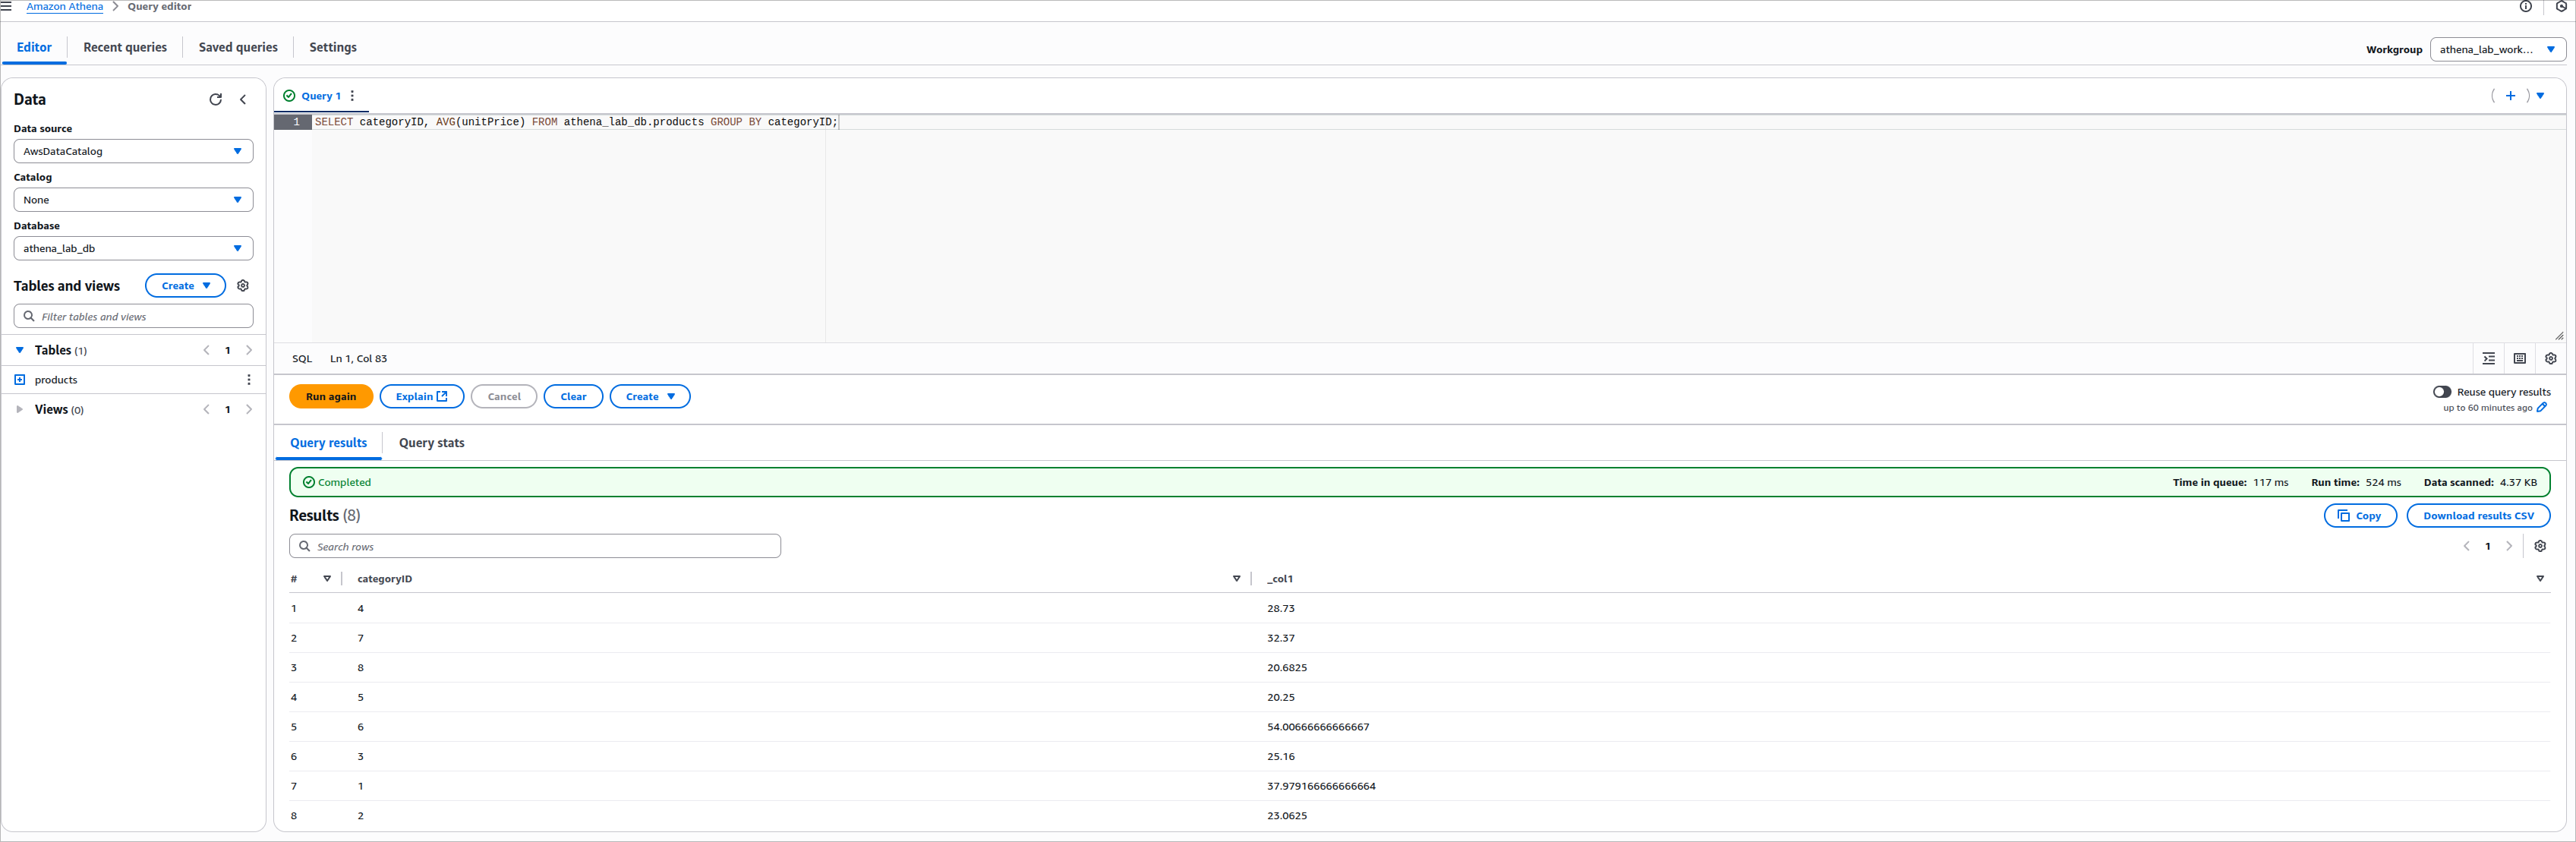 Amazon Athena > Query editor
Editor Recent queries Saved queries Settings
Workgroup athena_lab_work...
Data
Data source
AwsDataCatalog
Catalog
None
Database
athena_lab_db
Tables and views Create
Filter tables and views
Tables (1) < 1 >
products
Views (0) < 1 >
Query 1
1 SELECT categoryID, AVG(unitPrice) FROM athena_lab_db.products GROUP BY categoryID;
SQL Ln 1, Col 83
Run again Explain Cancel Clear Create
Reuse query results
up to 60 minutes ago
Query results Query stats
Completed Time in queue: 117 ms Run time: 524 ms Data scanned: 4.37 KB
Results (8) Copy Download results CSV
Search rows < 1 >
# categoryID _col1
1 4 28.73
2 7 32.37
3 8 20.6825
4 5 20.25
5 6 54.00666666666667
6 3 25.16
7 1 37.979166666666664
8 2 23.0625